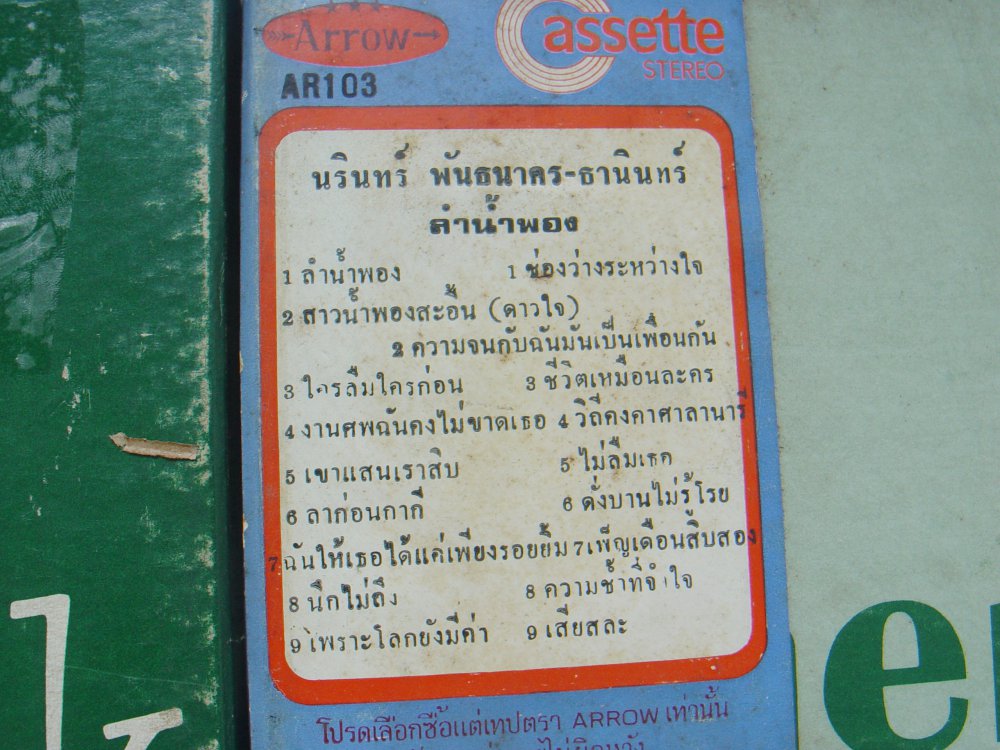 Arrow
Cassette
STEREO
AR103
นรินทร์ พันธนาคร-ธานินทร์
ลำน้ำพอง
1 ลำน้ำพอง 1 ช่องว่างระหว่างใจ
2 สาวน้ำพองสะอื้น (ดาวใจ)
2 ความจนกับฉันมันเป็นเพื่อนกัน
3 ใครลืมใครก่อน 3 ชีวิตเหมือนละคร
4 งานศพฉันคงไม่ขาดเธอ 4 วิถีคงคาศาลานารี
5 เขาแสนเราสิบ 5 ไม่ลืมเธอ
6 ลาก่อนกากี 6 ดั่งบานไม่รู้โรย
7 ฉันให้เธอได้แค่เพียงรอยยิ้ม 7 เพ็ญเดือนสิบสอง
8 นึกไม่ถึง 8 ความช้ำที่จำใจ
9 เพราะโลกยังมีค่า 9 เสียสละ
โปรดเลือกซื้อแต่เทปตรา ARROW เท่านั้น